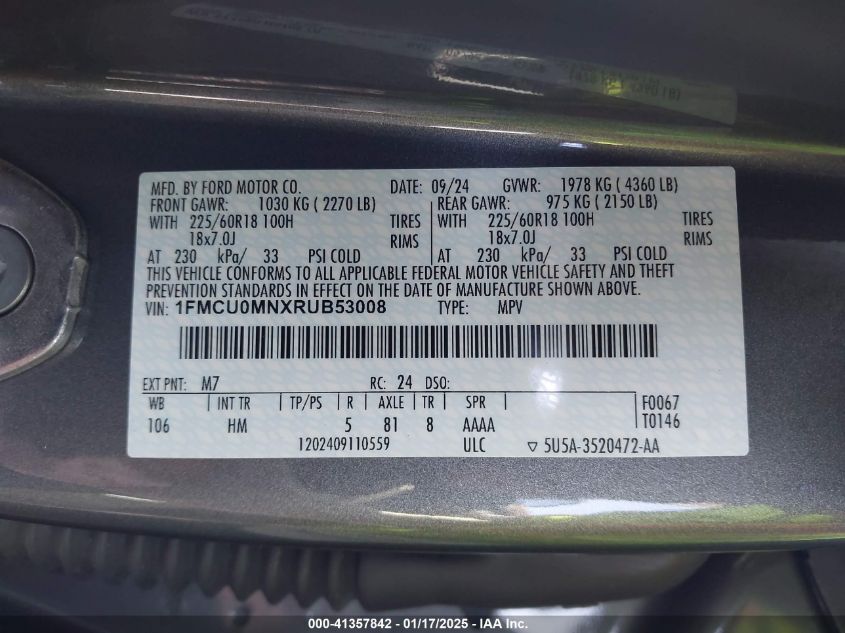 MFD. BY FORD MOTOR CO. DATE: 09/24 GVWR: 1978 KG ( 4360 LB)
FRONT GAWR: 1030 KG ( 2270 LB) REAR GAWR: 975 KG ( 2150 LB)
WITH 225/60R18 100H TIRES WITH 225/60R18 100H TIRES
18x7.0J RIMS 18x7.0J RIMS
AT 230 kPa/ 33 PSI COLD AT 230 kPa/ 33 PSI COLD
THIS VEHICLE CONFORMS TO ALL APPLICABLE FEDERAL MOTOR VEHICLE SAFETY AND THEFT
PREVENTION STANDARDS IN EFFECT ON THE DATE OF MANUFACTURE SHOWN ABOVE.
VIN: 1FMCU0MNXRUB53008 TYPE: MPV
EXT PNT: M7 RC: 24 DSO:
WB INT TR TP/PS R AXLE TR SPR F0067
106 HM 5 81 8 AAAA T0146
1202409110559 ULC ▽ 5U5A-3520472-AA
000-41357842 - 01/17/2025 - IAA Inc.